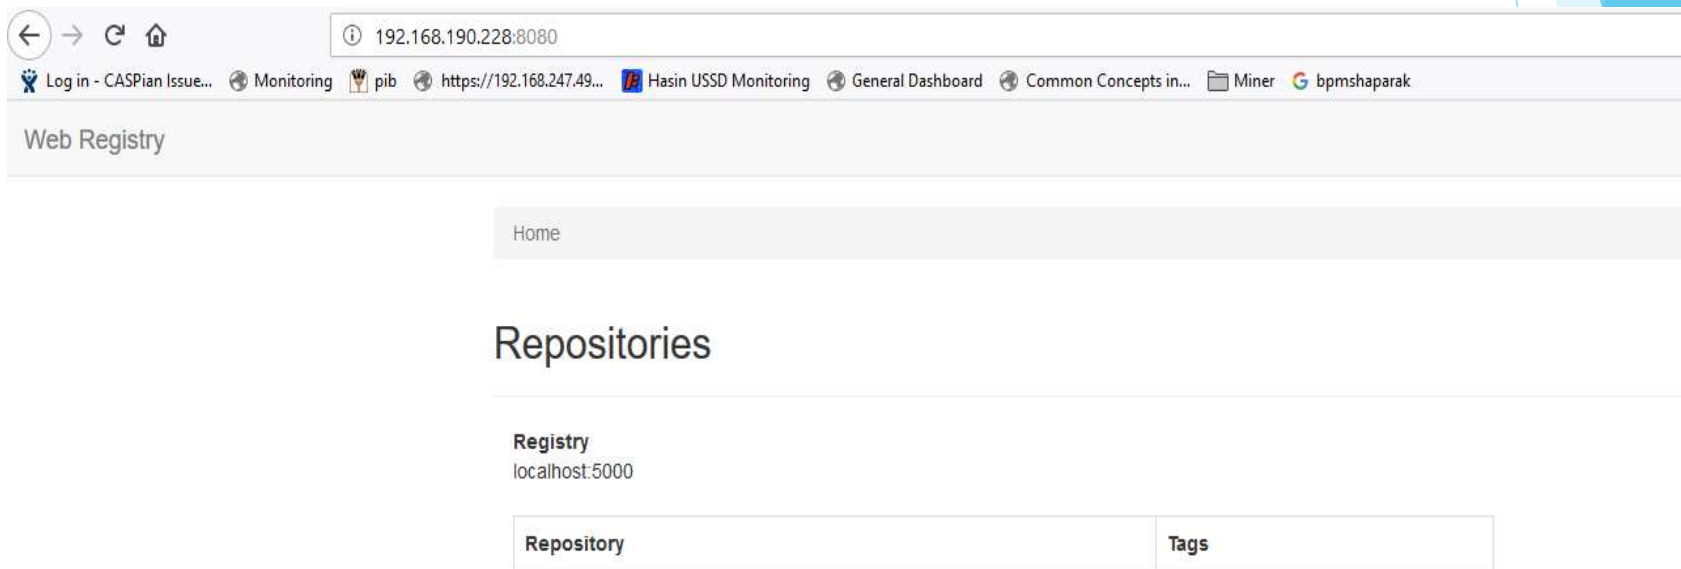 192.168.190.228:8080
Log in - CASPian Issue... Monitoring pib https://192.168.247.49... Hasin USSD Monitoring General Dashboard Common Concepts in... Miner bpmshaparak
Web Registry
Home
Repositories
Registry
localhost:5000
Repository Tags